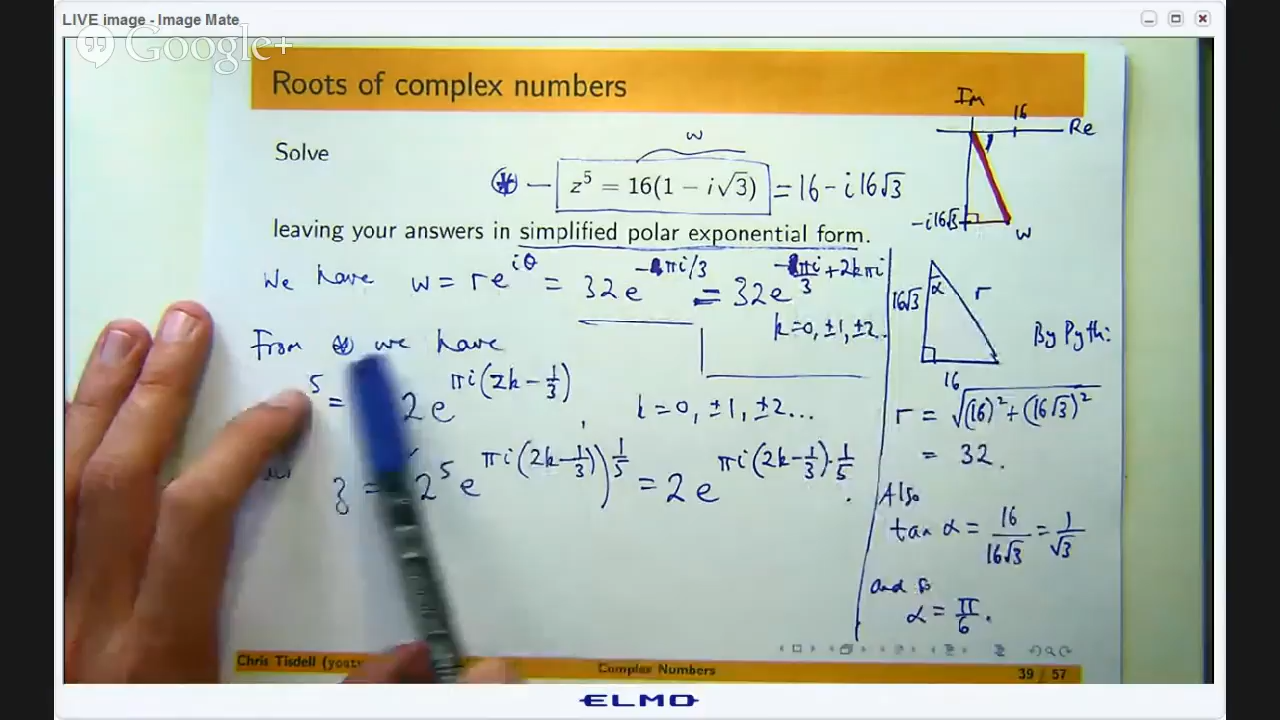 LIVE image - Image Mate
Google+
Roots of complex numbers
Im
16
Re
Solve
w
⊛ — z⁵ = 16(1 − i√3) = 16 - i16√3
-i16√3
w
leaving your answers in simplified polar exponential form.
We have w = re^{iθ} = 32e^{-πi/3} = 32e^{-πi/3 + 2kπi}
k = 0, ±1, ±2.
16√3
α
r
16
By Pyth:
From ⊛ we have
5 = 2e^{πi(2k - 1/3)}, k = 0, ±1, ±2...
r = √((16)² + (16√3)²)
= 32.
z = 2⁵ e^{πi(2k - 1/3)})^{1/5} = 2e^{πi(2k - 1/3)·1/5}.
Also
tan α = 16/16√3 = 1/√3
and so
α = π/6.
Chris Tisdell (yout
Complex Numbers
39 / 57
ELMO